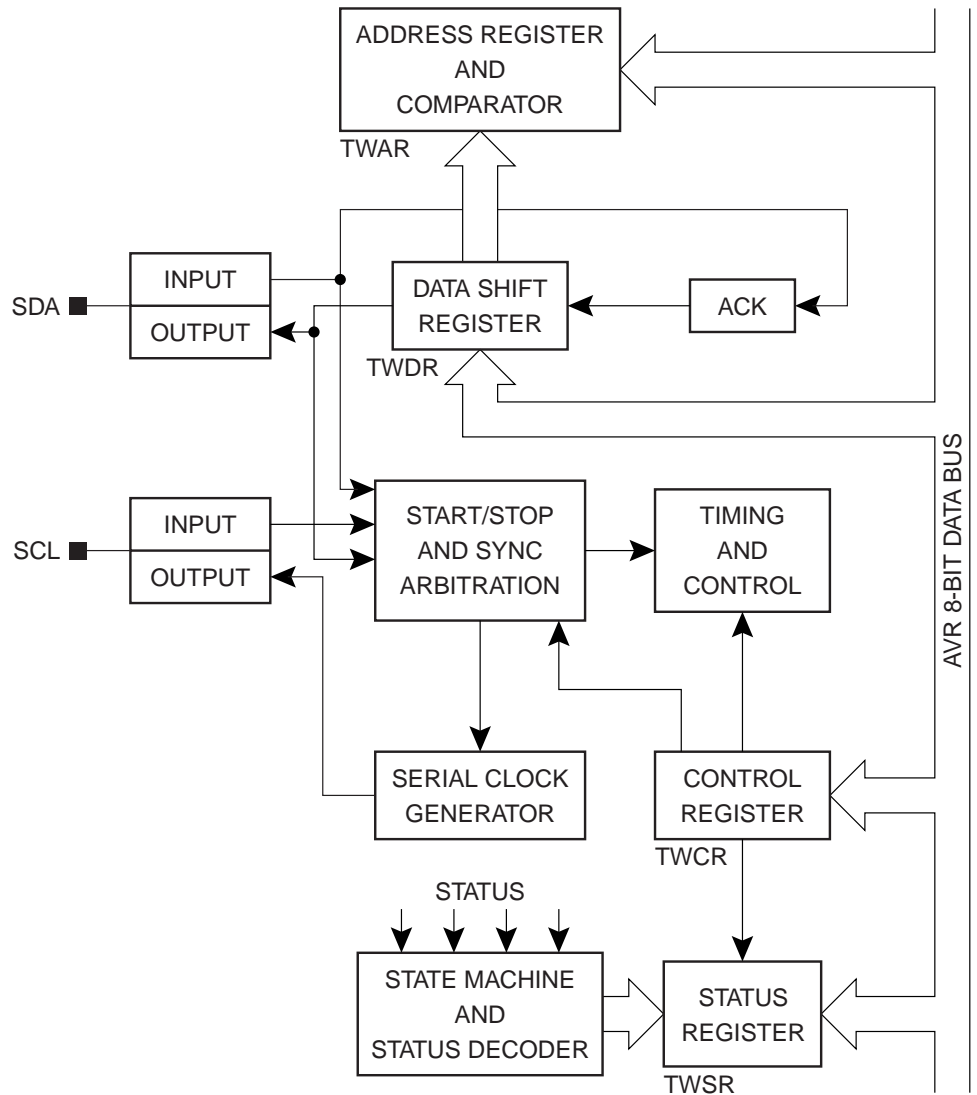 ADDRESS REGISTER
AND
COMPARATOR
TWAR
INPUT
SDA
OUTPUT
DATA SHIFT
REGISTER
TWDR
ACK
INPUT
SCL
OUTPUT
START/STOP
AND SYNC
ARBITRATION
TIMING
AND
CONTROL
AVR 8-BIT DATA BUS
SERIAL CLOCK
GENERATOR
CONTROL
REGISTER
TWCR
STATUS
STATE MACHINE
AND
STATUS DECODER
STATUS
REGISTER
TWSR